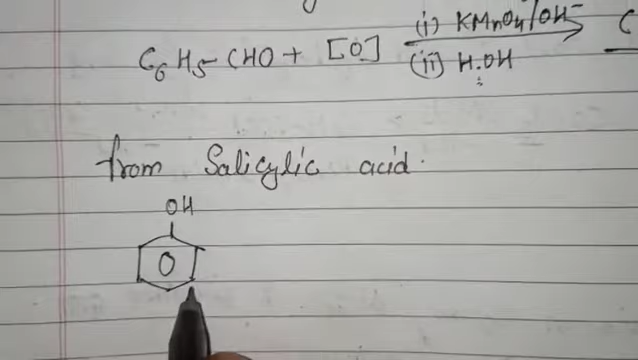 (i) KMnO4/OH-
C6H5-CHO + [O]
(ii) H.OH
C
from Salicylic acid.
OH